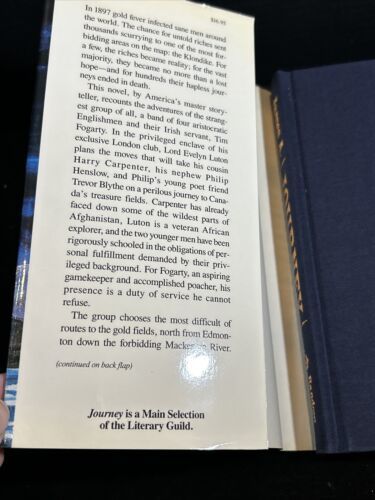 $16.95
In 1897 gold fever infected sane men around
the world. The chance for untold riches sent
thousands scurrying to one of the most for-
bidding areas on the map: the Klondike. For
a few, the riches became reality; for the vast
majority, they became no more than a lost
hope—and for hundreds their hapless jour-
neys ended in death.
This novel, by America's master story-
teller, recounts the adventures of the strang-
est group of all, a band of four aristocratic
Englishmen and their Irish servant, Tim
Fogarty. In the privileged enclave of his
exclusive London club, Lord Evelyn Luton
plans the moves that will take his cousin
Harry Carpenter, his nephew Philip
Henslow, and Philip's young poet friend
Trevor Blythe on a perilous journey to Cana-
da's treasure fields. Carpenter has already
faced down some of the wildest parts of
Afghanistan, Luton is a veteran African
explorer, and the two younger men have been
rigorously schooled in the obligations of per-
sonal fulfillment demanded by their priv-
ileged background. For Fogarty, an aspiring
gamekeeper and accomplished poacher, his
presence is a duty of service he cannot
refuse.
The group chooses the most difficult of
routes to the gold fields, north from Edmon-
ton down the forbidding Mackenzie River.
(continued on back flap)
Journey is a Main Selection
of the Literary Guild.